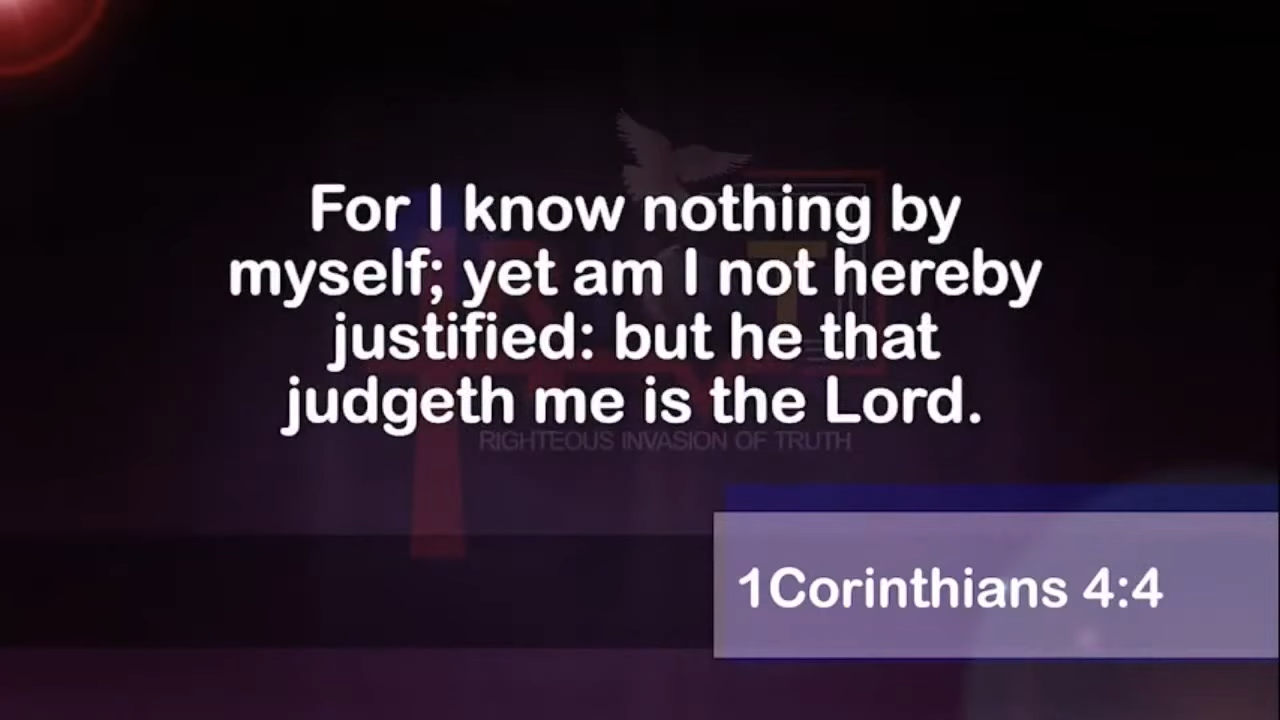 For I know nothing by
myself; yet am I not hereby
justified: but he that
judgeth me is the Lord.
RIGHTEOUS INVASION OF TRUTH
1Corinthians 4:4